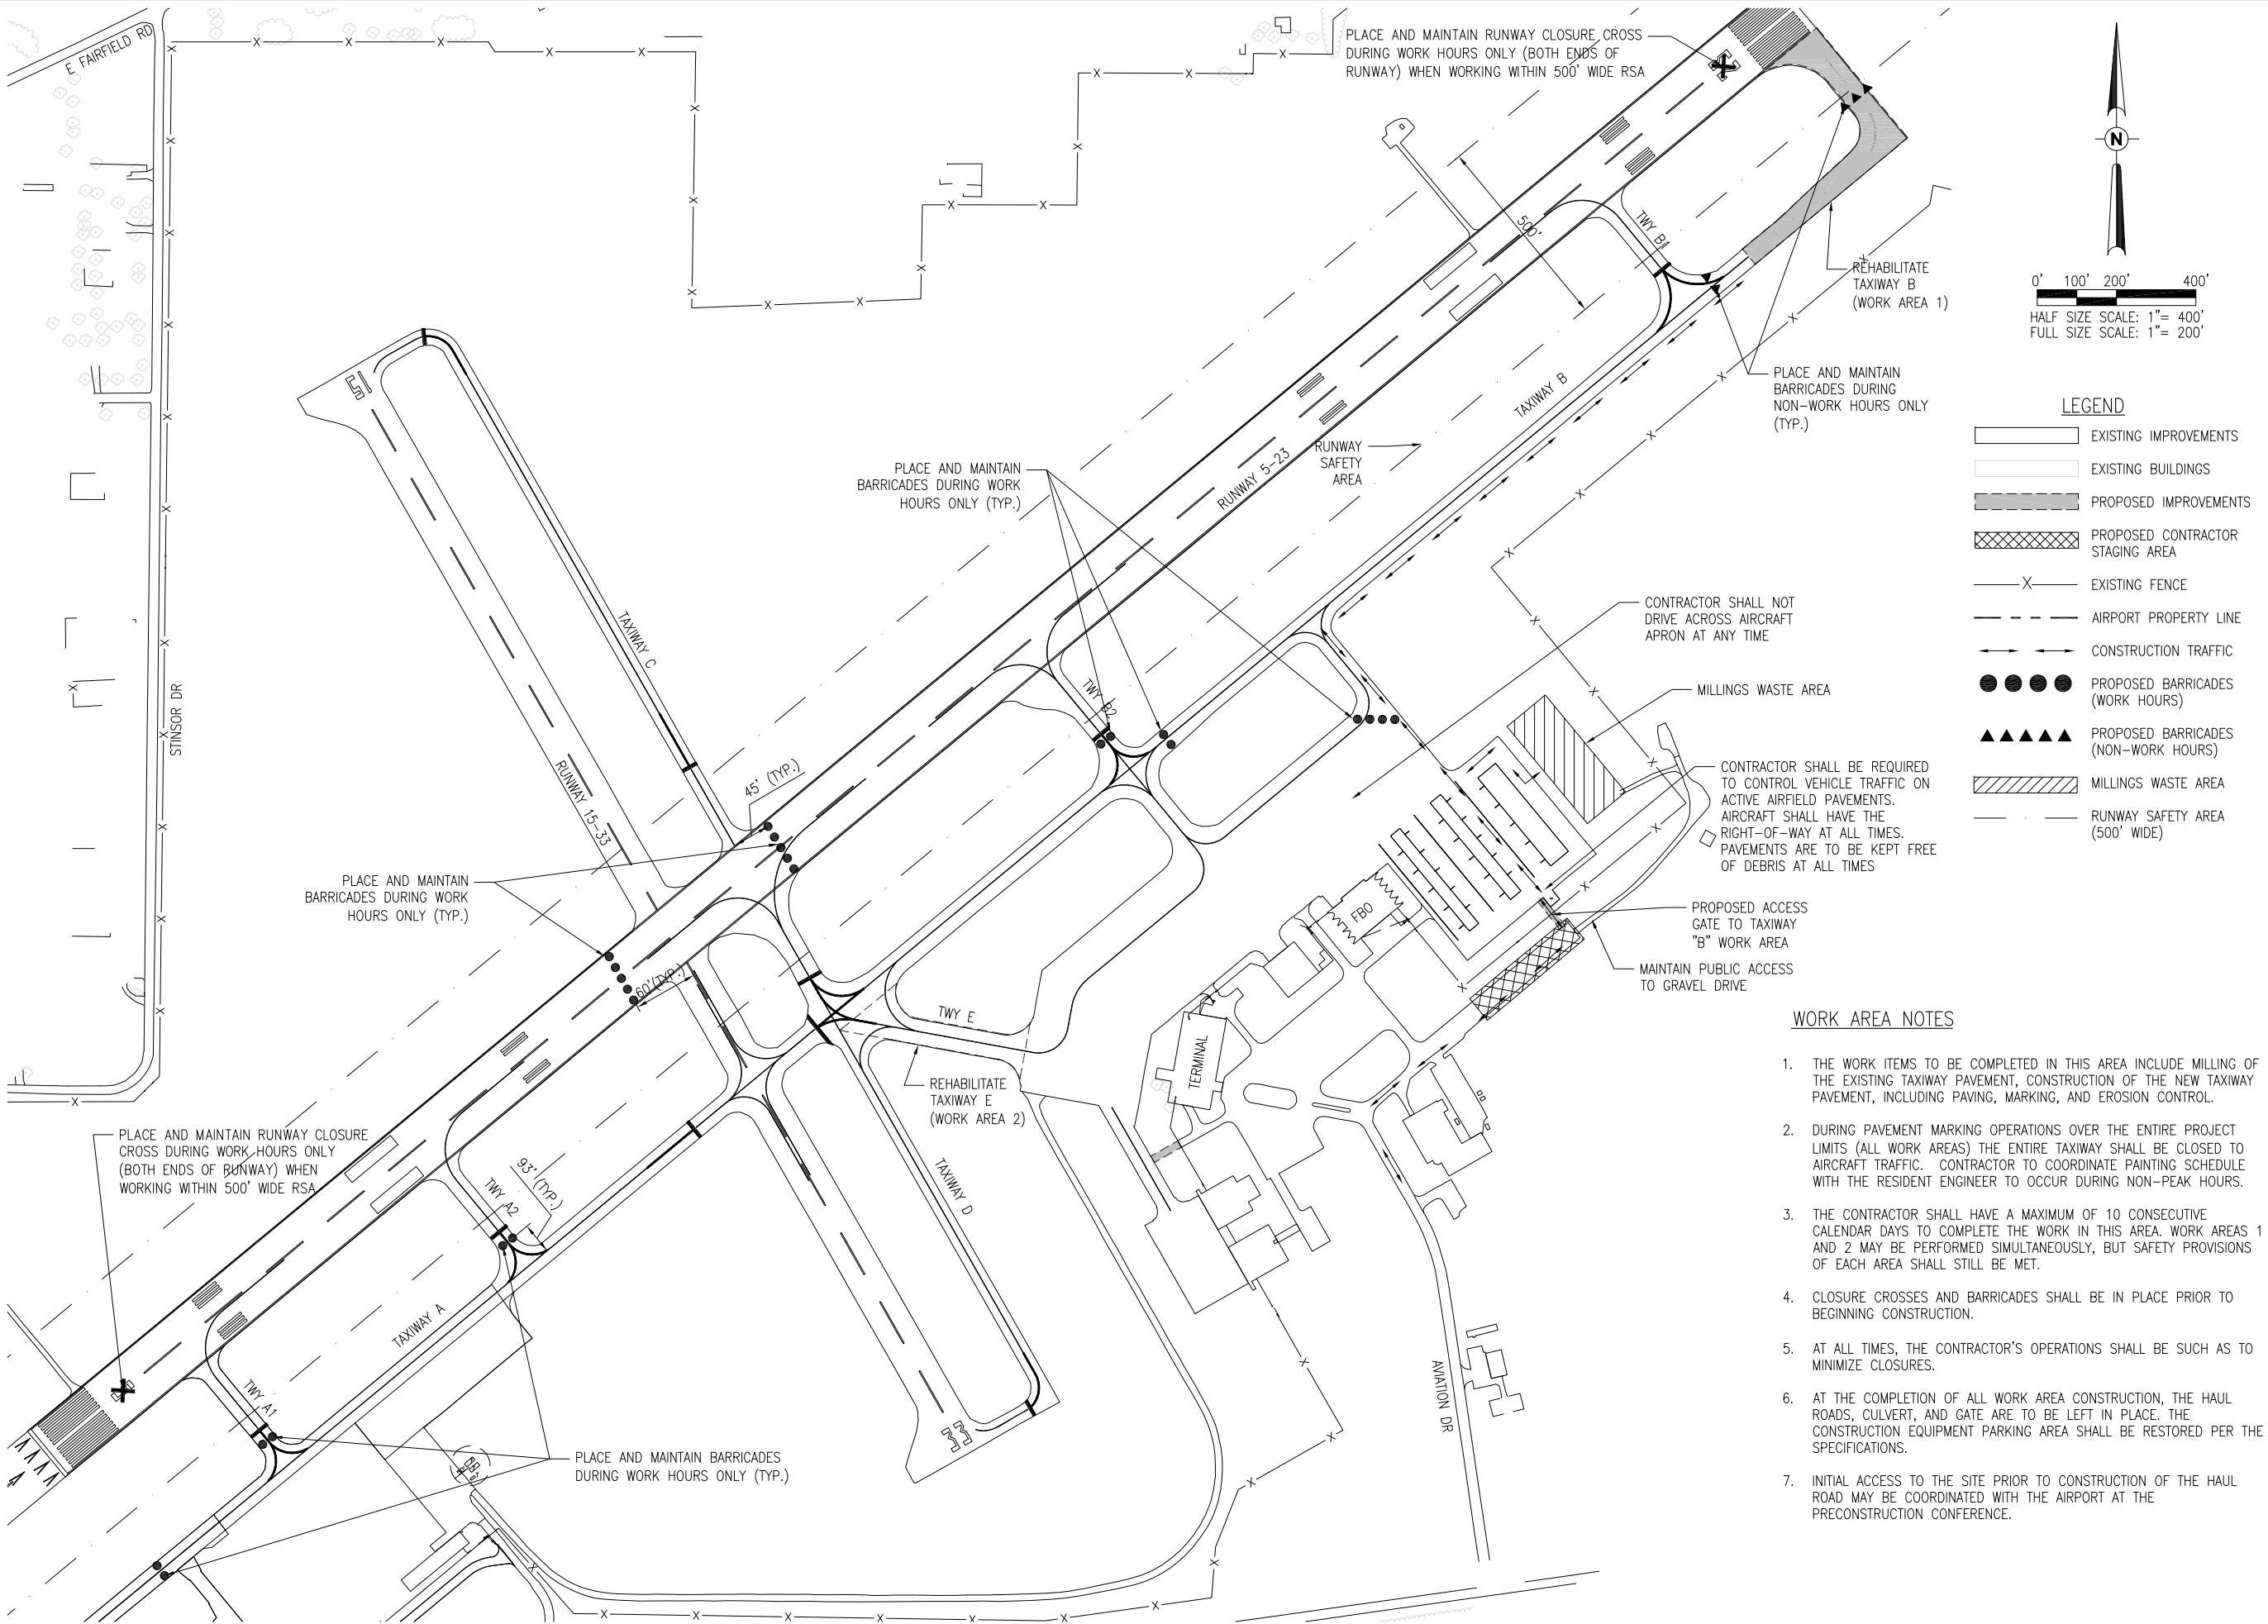 E FAIRFIELD RD
PLACE AND MAINTAIN RUNWAY CLOSURE CROSS
DURING WORK HOURS ONLY (BOTH ENDS OF
RUNWAY) WHEN WORKING WITHIN 500' WIDE RSA
N
0' 100' 200' 400'
HALF SIZE SCALE: 1"= 400'
FULL SIZE SCALE: 1"= 200'
500'
TWY B1
REHABILITATE
TAXIWAY B
(WORK AREA 1)
PLACE AND MAINTAIN
BARRICADES DURING
NON-WORK HOURS ONLY
(TYP.)
LEGEND
EXISTING IMPROVEMENTS
EXISTING BUILDINGS
PROPOSED IMPROVEMENTS
PROPOSED CONTRACTOR
STAGING AREA
EXISTING FENCE
AIRPORT PROPERTY LINE
CONSTRUCTION TRAFFIC
PROPOSED BARRICADES
(WORK HOURS)
PROPOSED BARRICADES
(NON-WORK HOURS)
MILLINGS WASTE AREA
RUNWAY SAFETY AREA
(500' WIDE)
15
TAXIWAY B
RUNWAY
SAFETY
AREA
RUNWAY 5-23
PLACE AND MAINTAIN
BARRICADES DURING WORK
HOURS ONLY (TYP.)
CONTRACTOR SHALL NOT
DRIVE ACROSS AIRCRAFT
APRON AT ANY TIME
MILLINGS WASTE AREA
TAXIWAY C
TWY B2
STINSOR DR
RUNWAY 15-33
45' (TYP.)
CONTRACTOR SHALL BE REQUIRED
TO CONTROL VEHICLE TRAFFIC ON
ACTIVE AIRFIELD PAVEMENTS.
AIRCRAFT SHALL HAVE THE
RIGHT-OF-WAY AT ALL TIMES.
PAVEMENTS ARE TO BE KEPT FREE
OF DEBRIS AT ALL TIMES
PLACE AND MAINTAIN
BARRICADES DURING WORK
HOURS ONLY (TYP.)
FBO
PROPOSED ACCESS
GATE TO TAXIWAY
"B" WORK AREA
MAINTAIN PUBLIC ACCESS
TO GRAVEL DRIVE
60'(TYP.)
TWY E
TERMINAL
REHABILITATE
TAXIWAY E
(WORK AREA 2)
PLACE AND MAINTAIN RUNWAY CLOSURE
CROSS DURING WORK HOURS ONLY
(BOTH ENDS OF RUNWAY) WHEN
WORKING WITHIN 500' WIDE RSA
93'(TYP.)
TWY A2
TAXIWAY D
TAXIWAY A
TWY A1
33
AVIATION DR
PLACE AND MAINTAIN BARRICADES
DURING WORK HOURS ONLY (TYP.)
WORK AREA NOTES
1. THE WORK ITEMS TO BE COMPLETED IN THIS AREA INCLUDE MILLING OF
THE EXISTING TAXIWAY PAVEMENT, CONSTRUCTION OF THE NEW TAXIWAY
PAVEMENT, INCLUDING PAVING, MARKING, AND EROSION CONTROL.
2. DURING PAVEMENT MARKING OPERATIONS OVER THE ENTIRE PROJECT
LIMITS (ALL WORK AREAS) THE ENTIRE TAXIWAY SHALL BE CLOSED TO
AIRCRAFT TRAFFIC. CONTRACTOR TO COORDINATE PAINTING SCHEDULE
WITH THE RESIDENT ENGINEER TO OCCUR DURING NON-PEAK HOURS.
3. THE CONTRACTOR SHALL HAVE A MAXIMUM OF 10 CONSECUTIVE
CALENDAR DAYS TO COMPLETE THE WORK IN THIS AREA. WORK AREAS 1
AND 2 MAY BE PERFORMED SIMULTANEOUSLY, BUT SAFETY PROVISIONS
OF EACH AREA SHALL STILL BE MET.
4. CLOSURE CROSSES AND BARRICADES SHALL BE IN PLACE PRIOR TO
BEGINNING CONSTRUCTION.
5. AT ALL TIMES, THE CONTRACTOR'S OPERATIONS SHALL BE SUCH AS TO
MINIMIZE CLOSURES.
6. AT THE COMPLETION OF ALL WORK AREA CONSTRUCTION, THE HAUL
ROADS, CULVERT, AND GATE ARE TO BE LEFT IN PLACE. THE
CONSTRUCTION EQUIPMENT PARKING AREA SHALL BE RESTORED PER THE
SPECIFICATIONS.
7. INITIAL ACCESS TO THE SITE PRIOR TO CONSTRUCTION OF THE HAUL
ROAD MAY BE COORDINATED WITH THE AIRPORT AT THE
PRECONSTRUCTION CONFERENCE.